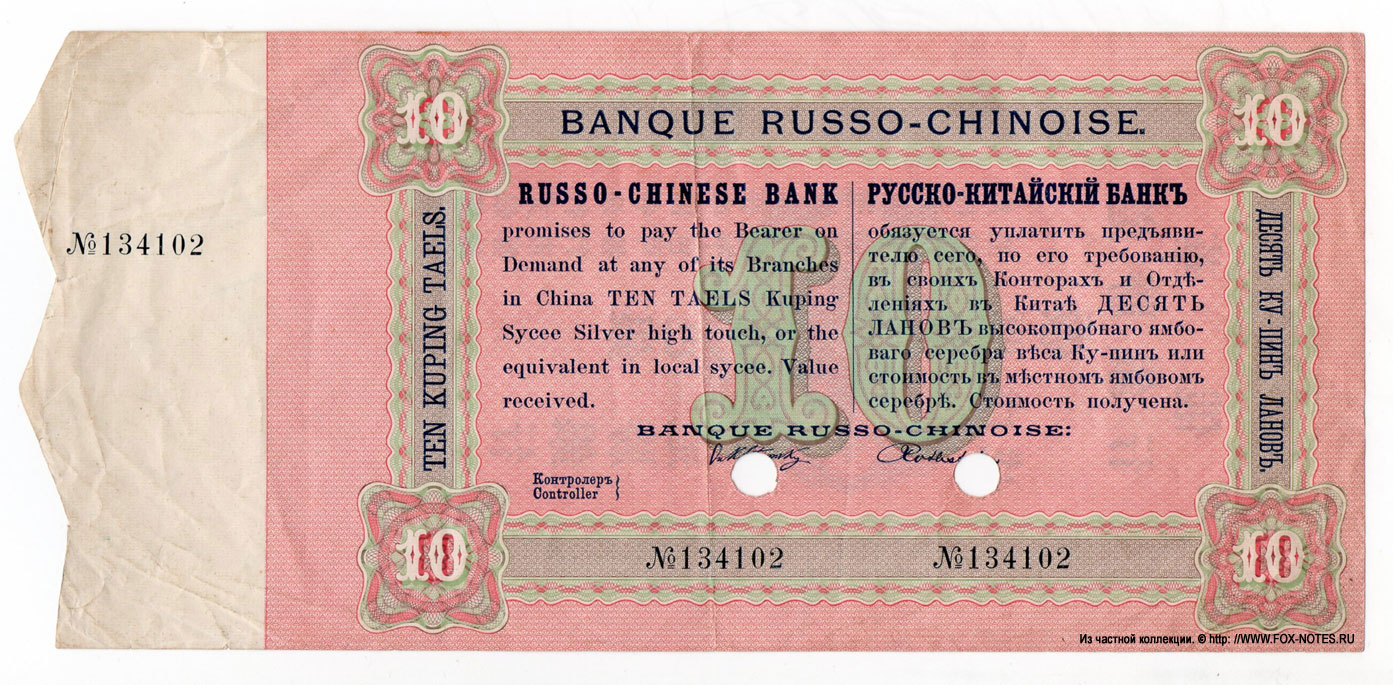 10
10
BANQUE RUSSO-CHINOISE.
RUSSO-CHINESE BANK
promises to pay the Bearer on
Demand at any of its Branches
in China TEN TAELS Kuping
Sycee Silver high touch, or the
equivalent in local sycee. Value
received.
РУССКО-КИТАЙСКІЙ БАНКЪ
обязуется уплатить предъяви-
телю сего, по его требованію,
въ своихъ Конторахъ и Отдѣ-
леніяхъ въ Китаѣ ДЕСЯТЬ
ЛАНОВЪ высокопробнаго ямбо-
ваго серебра вѣса Ку-пинъ или
стоимость въ мѣстномъ ямбовомъ
серебрѣ. Стоимость получена.
10
BANQUE RUSSO-CHINOISE:
Контролеръ
Controller
TEN KUPING TAELS.
ДЕСЯТЬ КУ-ПИНЪ ЛАНОВЪ.
№134102
№134102
№134102
10
10
Из частной коллекции. © http: //WWW.FOX-NOTES.RU